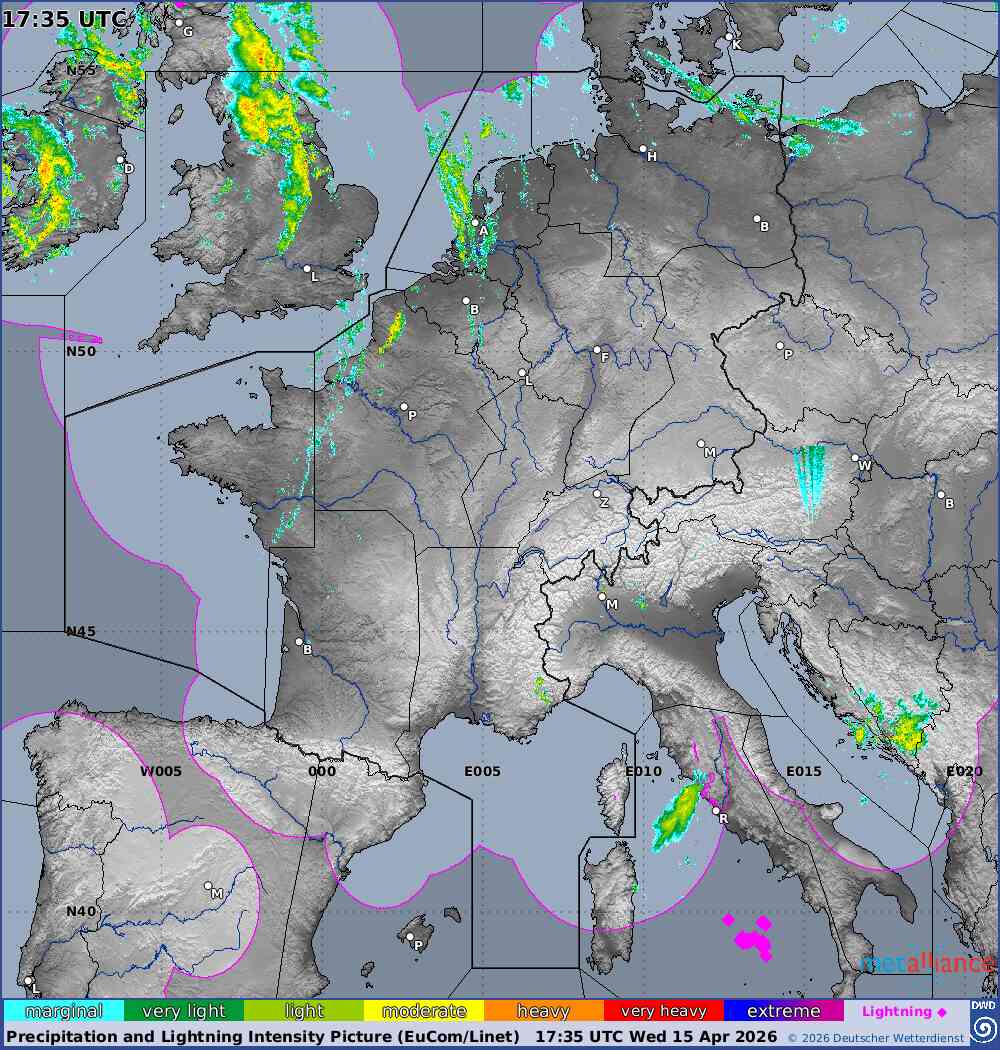 17:35 UTC
G
K
N55
D
H
A
B
L
B
N50
F
P
L
P
M
W
Z
B
M
N45
B
W005
000
E005
E010
E015
E020
R
M
N40
P
L
metalliance
marginal very light light moderate heavy very heavy extreme Lightning ◆
DWD
Precipitation and Lightning Intensity Picture (EuCom/Linet) 17:35 UTC Wed 15 Apr 2026 © 2026 Deutscher Wetterdienst